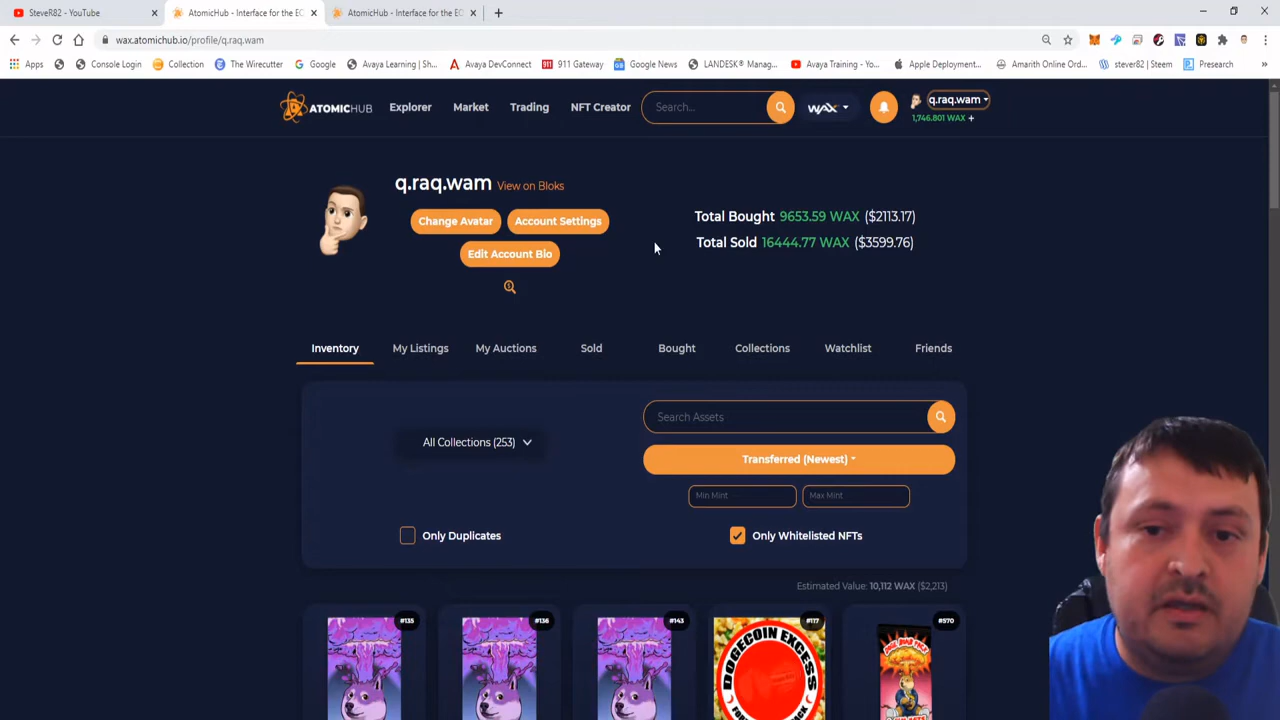 SteveR82 - YouTube
AtomicHub - Interface for the EO
AtomicHub - Interface for the EO
wax.atomichub.io/profile/q.raq.wam
Apps
Console Login
Collection
The Wirecutter
Google
Avaya Learning | Sh...
Avaya DevConnect
911 Gateway
Google News
LANDESK® Manag...
Avaya Training - Yo...
Apple Deployment...
Amarith Online Ord...
stever82 | Steem
Presearch
»
ATOMICHUB
Explorer
Market
Trading
NFT Creator
Search...
WAX
q.raq.wam
1,746.801 WAX +
q.raq.wam View on Bloks
Change Avatar
Account Settings
Edit Account Bio
Total Bought 9653.59 WAX ($2113.17)
Total Sold 16444.77 WAX ($3599.76)
Inventory
My Listings
My Auctions
Sold
Bought
Collections
Watchlist
Friends
All Collections (253)
Search Assets
Transferred (Newest)
Min Mint
Max Mint
Only Duplicates
Only Whitelisted NFTs
Estimated Value: 10,112 WAX ($2,213)
#135
#136
#143
#117
#570
DOGECOIN EXCESS